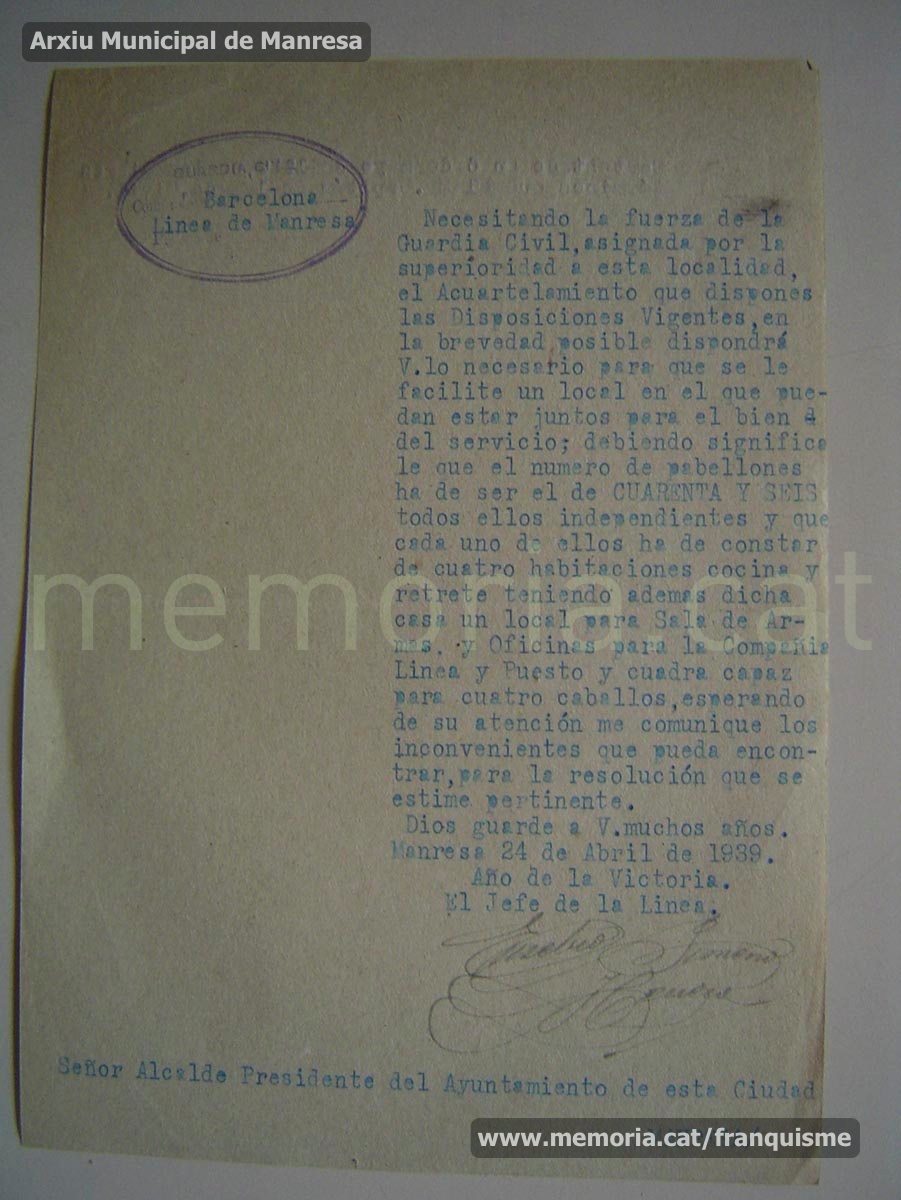 Arxiu Municipal de Manresa
GUARDIA CIVIL
Barcelona
Linea de Manresa
Necesitando la fuerza de la
Guardia Civil,asignada por la
superioridad a esta localidad,
el Acuartelamiento que dispones
las Disposiciones Vigentes,en
la brevedad posible dispondrá
V.lo necesario para que se le
facilite un local en el que pue-
dan estar juntos para el bien
del servicio; debiendo significa
le que el numero de pabellones
ha de ser el de CUARENTA Y SEIS
todos ellos independientes y que
cada uno de ellos ha de constar
de cuatro habitaciones cocina y
retrete teniendo ademas dicha
casa un local para Sala de Ar-
mas. y Oficinas para la Compañia
Linea y Puesto y cuadra capaz
para cuatro caballos,esperando
de su atención me comunique los
inconvenientes que pueda encon-
trar,para la resolución que se
estime pertinente.
Dios guarde a V.muchos años.
Manresa 24 de Abril de 1939.
Año de la Victoria.
El Jefe de la Linea.
Eusebio Jimeno
Señor Alcalde Presidente del Ayuntamiento de esta Ciudad
memoria.cat
www.memoria.cat/franquisme